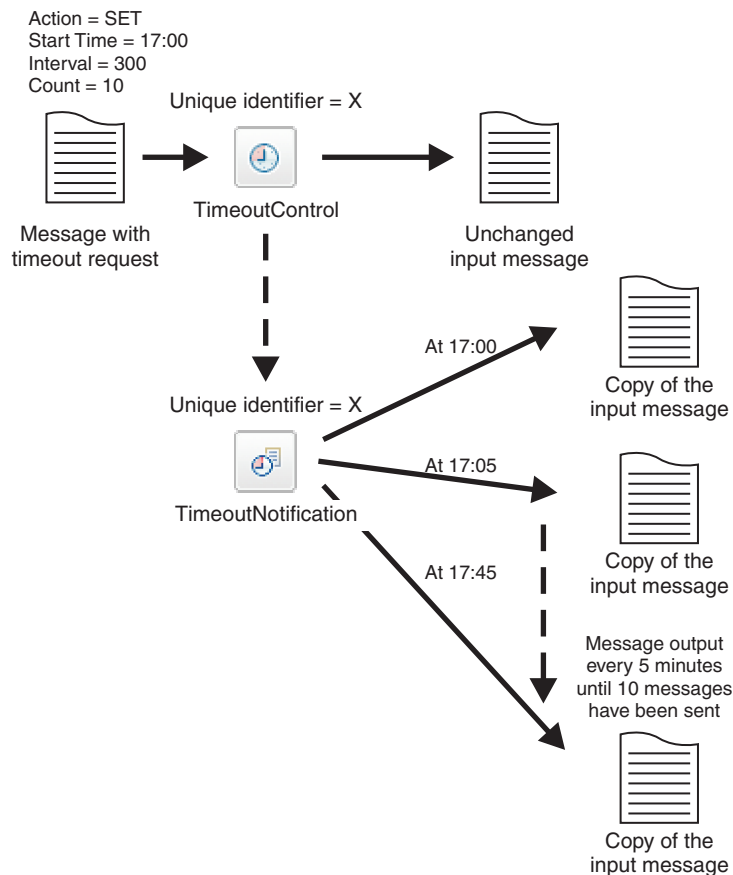 Action = SET
Start Time = 17:00
Interval = 300
Count = 10
Unique identifier = X
TimeoutControl
Message with
timeout request
Unchanged
input message
At 17:00
Copy of the
input message
Unique identifier = X
TimeoutNotification
At 17:05
Copy of the
input message
At 17:45
Message output
every 5 minutes
until 10 messages
have been sent
Copy of the
input message